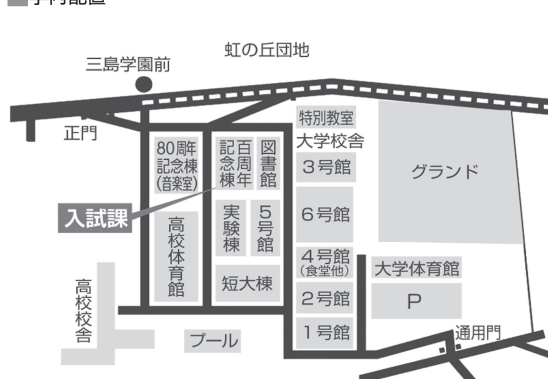 学内配置
虹の丘団地
三島学園前
正門
特別教室
大学校舎
80周年
記念棟
(音楽室)
百周年
記念棟
図書館
3号館
グランド
入試課
6号館
高校体育館
実験棟
5号館
4号館
(食堂他)
大学体育館
短大棟
2号館
P
高校校舎
プール
1号館
通用門